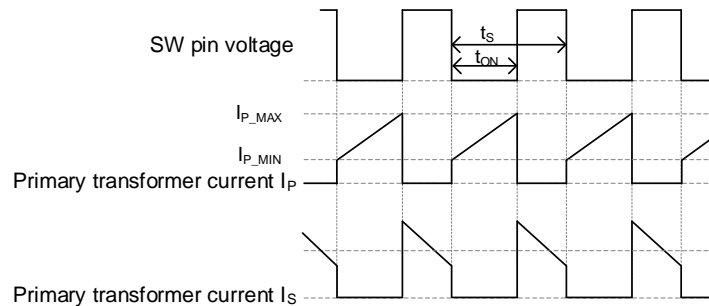 SW pin voltage
tS
tON
IP_MAX
IP_MIN
Primary transformer current IP
Primary transformer current IS